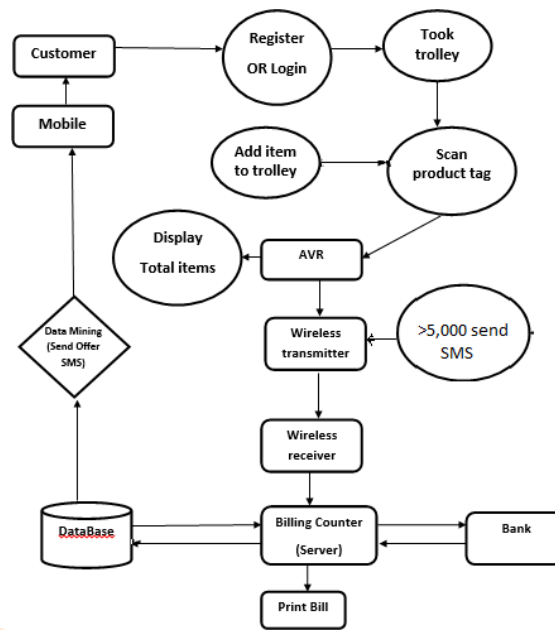 Customer
Register
OR Login
Took
trolley
Mobile
Add item
to trolley
Scan
product tag
Display
Total items
AVR
Data Mining
(Send Offer
SMS)
Wireless
transmitter
>5,000 send
SMS
Wireless
receiver
DataBase
Billing Counter
(Server)
Bank
Print Bill